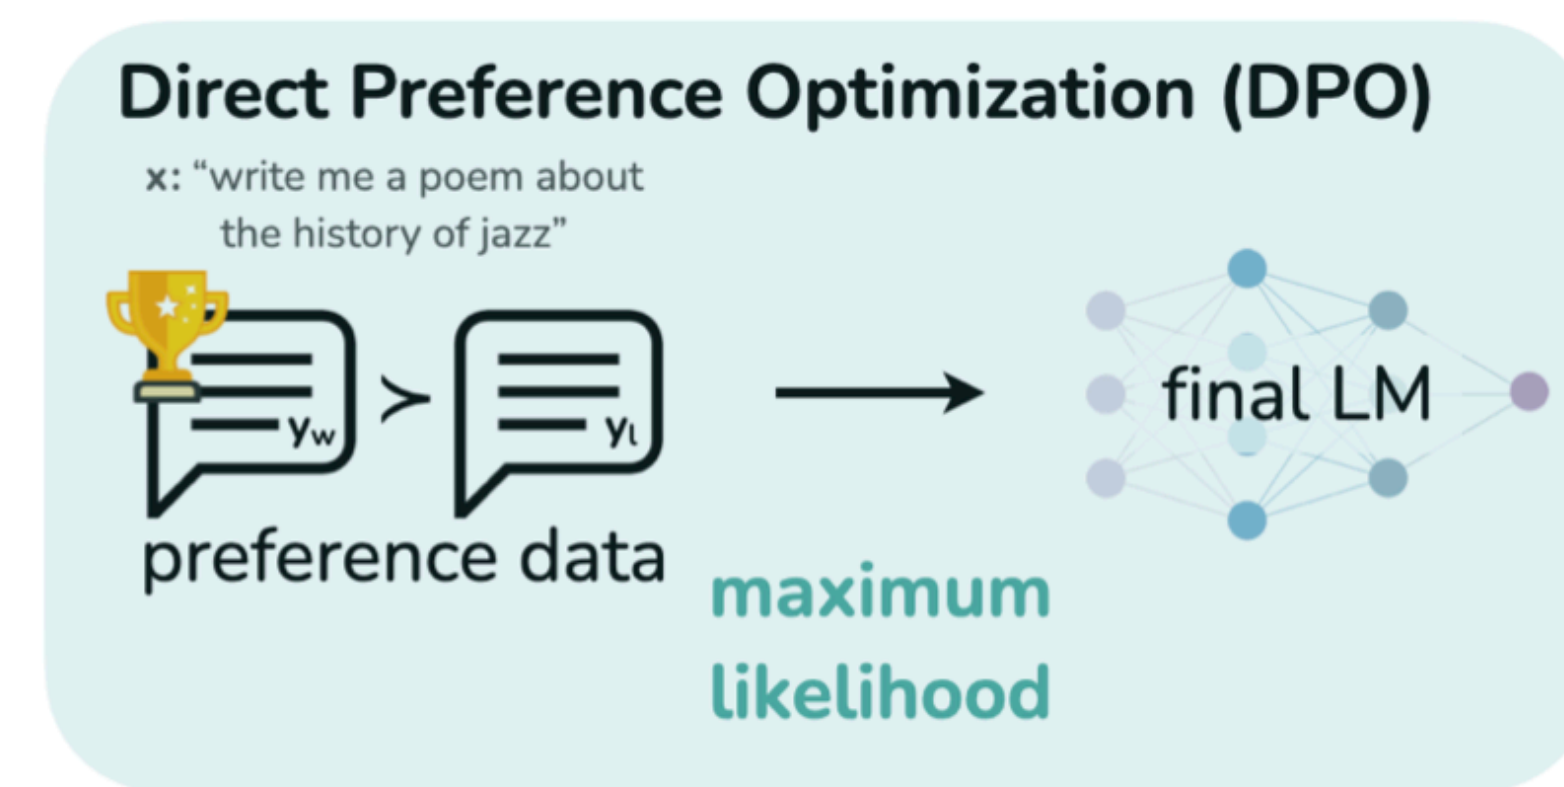 Direct Preference Optimization (DPO)
x: “write me a poem about
the history of jazz”
yw
≻
yl
preference data
final LM
maximum
likelihood